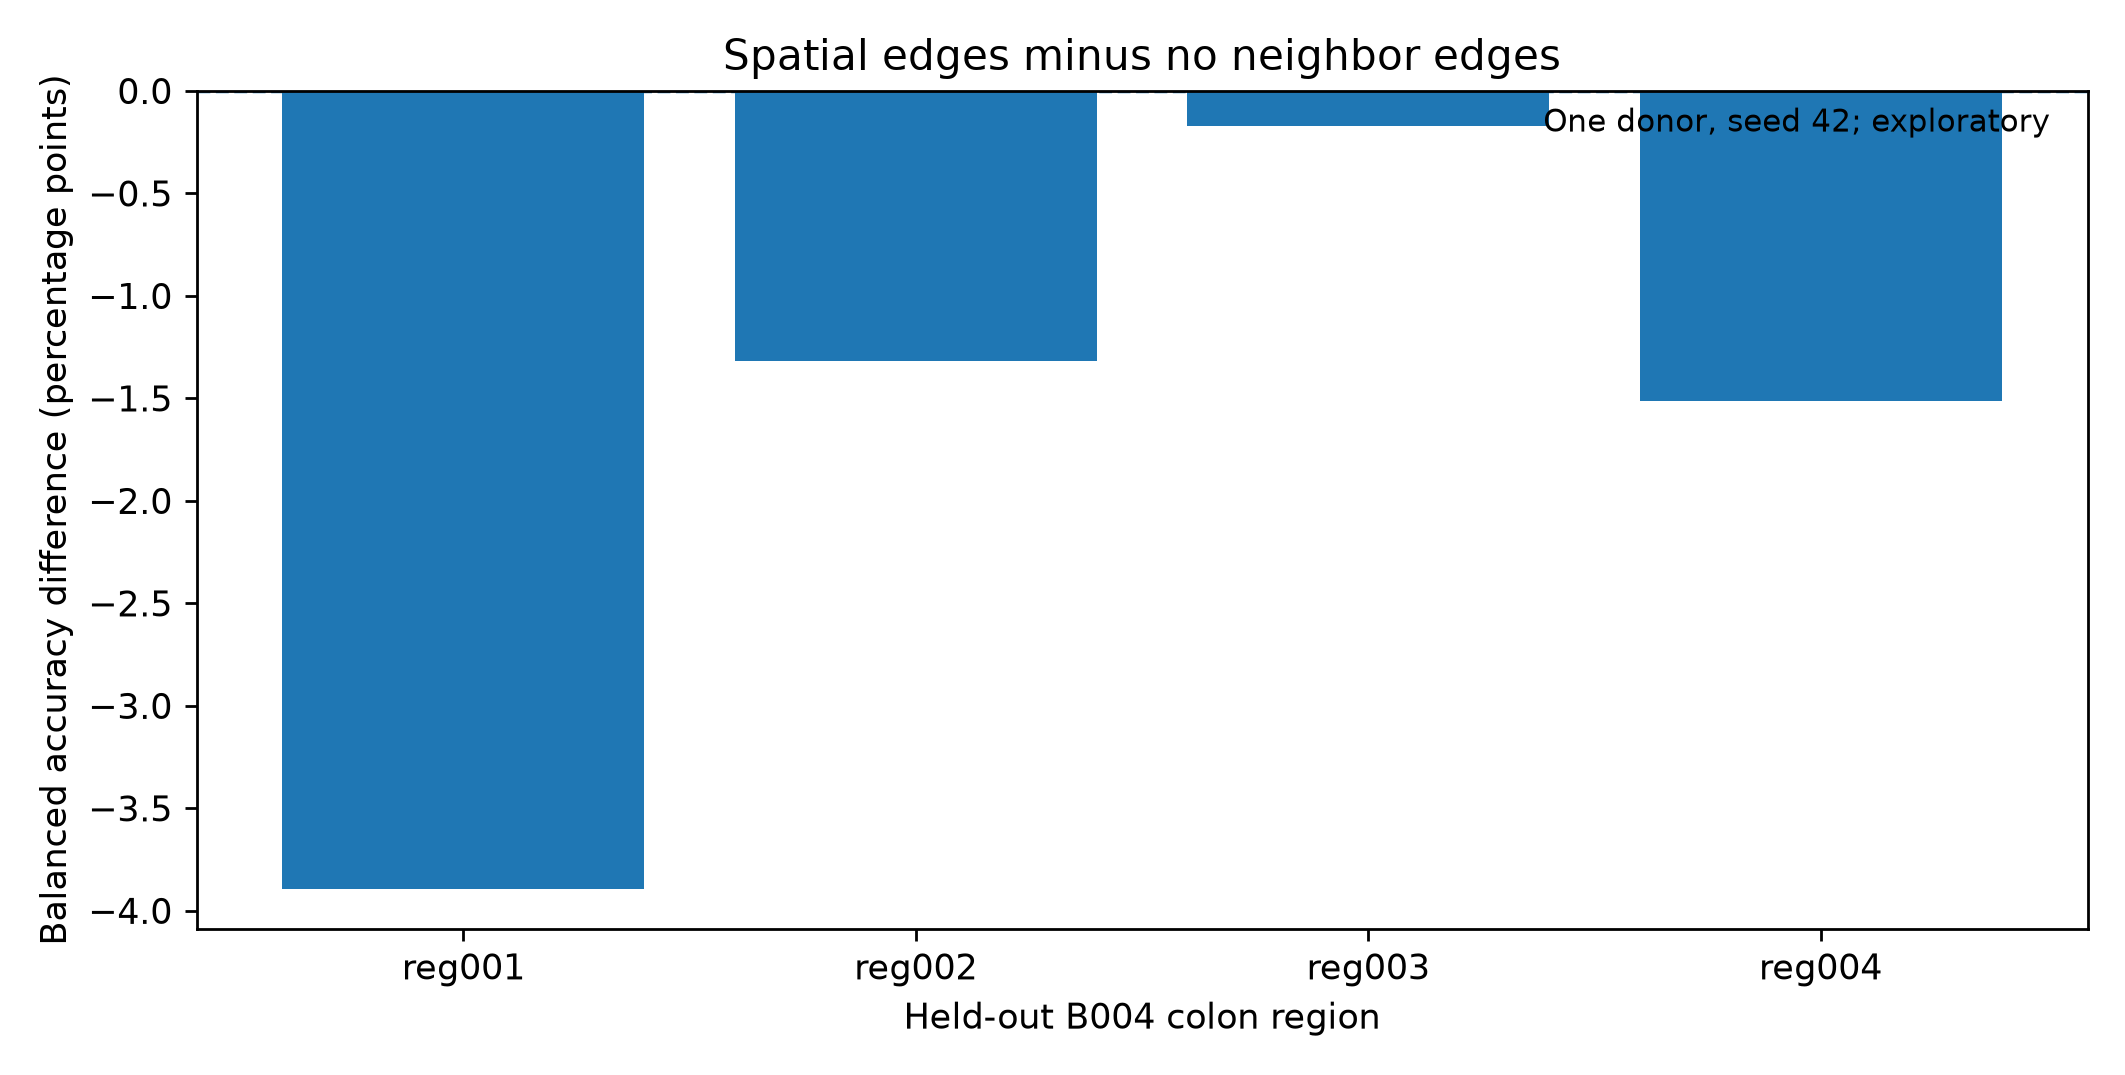 Spatial edges minus no neighbor edges
Balanced accuracy difference (percentage points)
0.0
−0.5
−1.0
−1.5
−2.0
−2.5
−3.0
−3.5
−4.0
One donor, seed 42; exploratory
reg001
reg002
reg003
reg004
Held-out B004 colon region